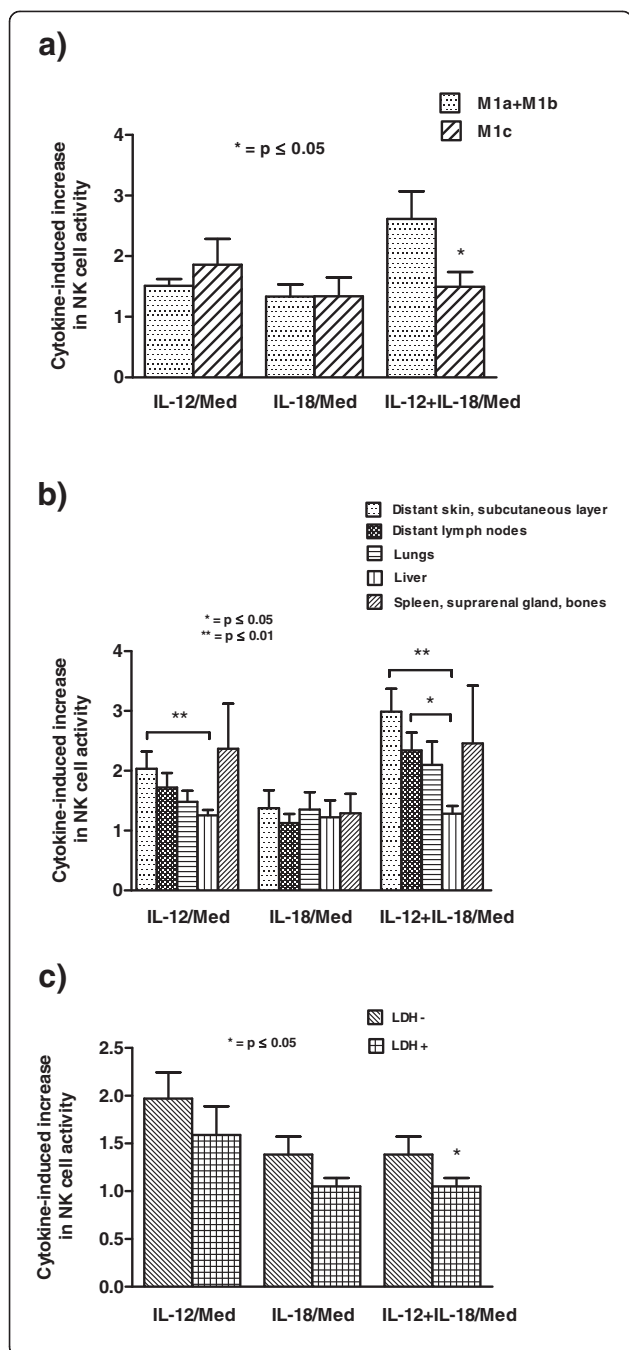 a)
M1a+M1b
M1c
* = p ≤ 0.05
Cytokine-induced increase
in NK cell activity
4
3
2
1
0
*
IL-12/Med IL-18/Med IL-12+IL-18/Med
b)
Distant skin, subcutaneous layer
Distant lymph nodes
Lungs
Liver
Spleen, suprarenal gland, bones
* = p ≤ 0.05
** = p ≤ 0.01
Cytokine-induced increase
in NK cell activity
4
3
2
1
0
**
**
*
IL-12/Med IL-18/Med IL-12+IL-18/Med
c)
LDH -
LDH +
* = p ≤ 0.05
Cytokine-induced increase
in NK cell activity
2.5
2.0
1.5
1.0
0.5
0.0
*
IL-12/Med IL-18/Med IL-12+IL-18/Med